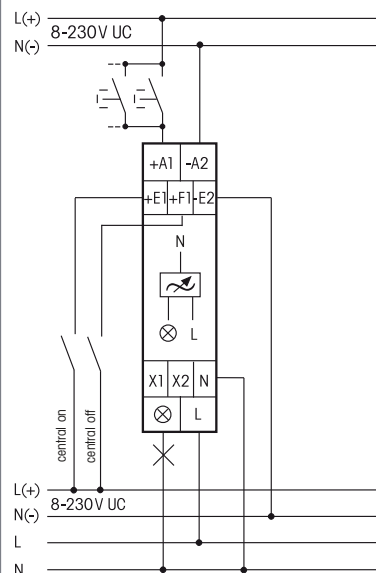 L(+)
8-230V UC
N(-)
+A1 -A2
+E1 +F1 -E2
N
L
X1 X2 N
L
central on
central off
L(+)
8-230V UC
N(-)
L
N